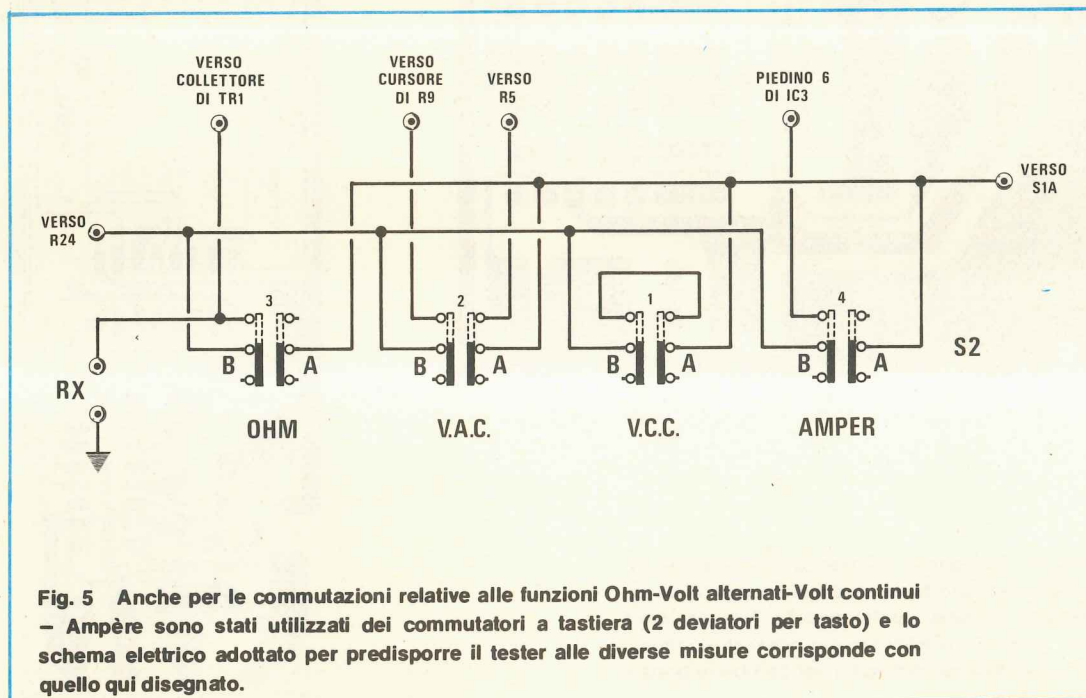 VERSO
COLLETTORE
DI TR1
VERSO
CURSORE
DI R9
VERSO
R5
PIEDINO 6
DI IC3
VERSO
S1A
VERSO
R24
3
2
1
4
B A
B A
B A
B A
S2
RX
OHM
V.A.C.
V.C.C.
AMPER
Fig. 5 Anche per le commutazioni relative alle funzioni Ohm-Volt alternati-Volt continui
– Ampère sono stati utilizzati dei commutatori a tastiera (2 deviatori per tasto) e lo
schema elettrico adottato per predisporre il tester alle diverse misure corrisponde con
quello qui disegnato.